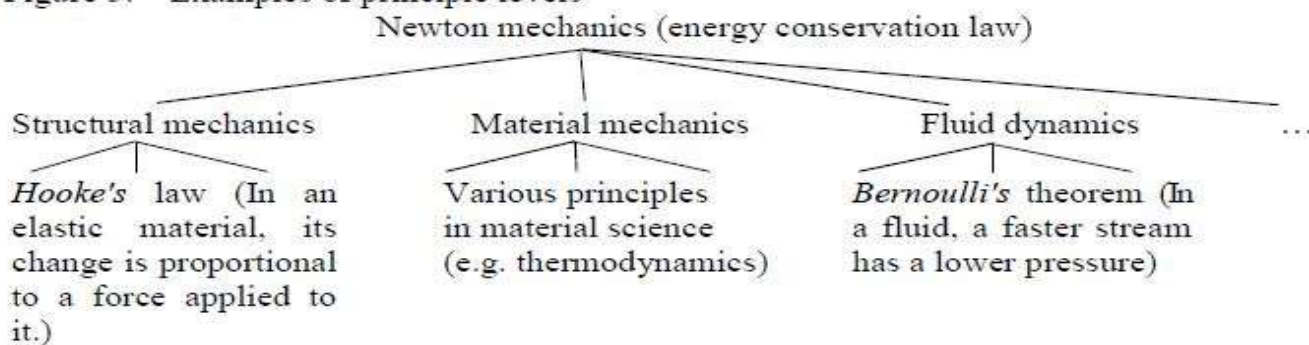 Newton mechanics (energy conservation law)
Structural mechanics
Material mechanics
Fluid dynamics
...
Hooke's law (In an
elastic material, its
change is proportional
to a force applied to
it.)
Various principles
in material science
(e.g. thermodynamics)
Bernoulli's theorem (In
a fluid, a faster stream
has a lower pressure)